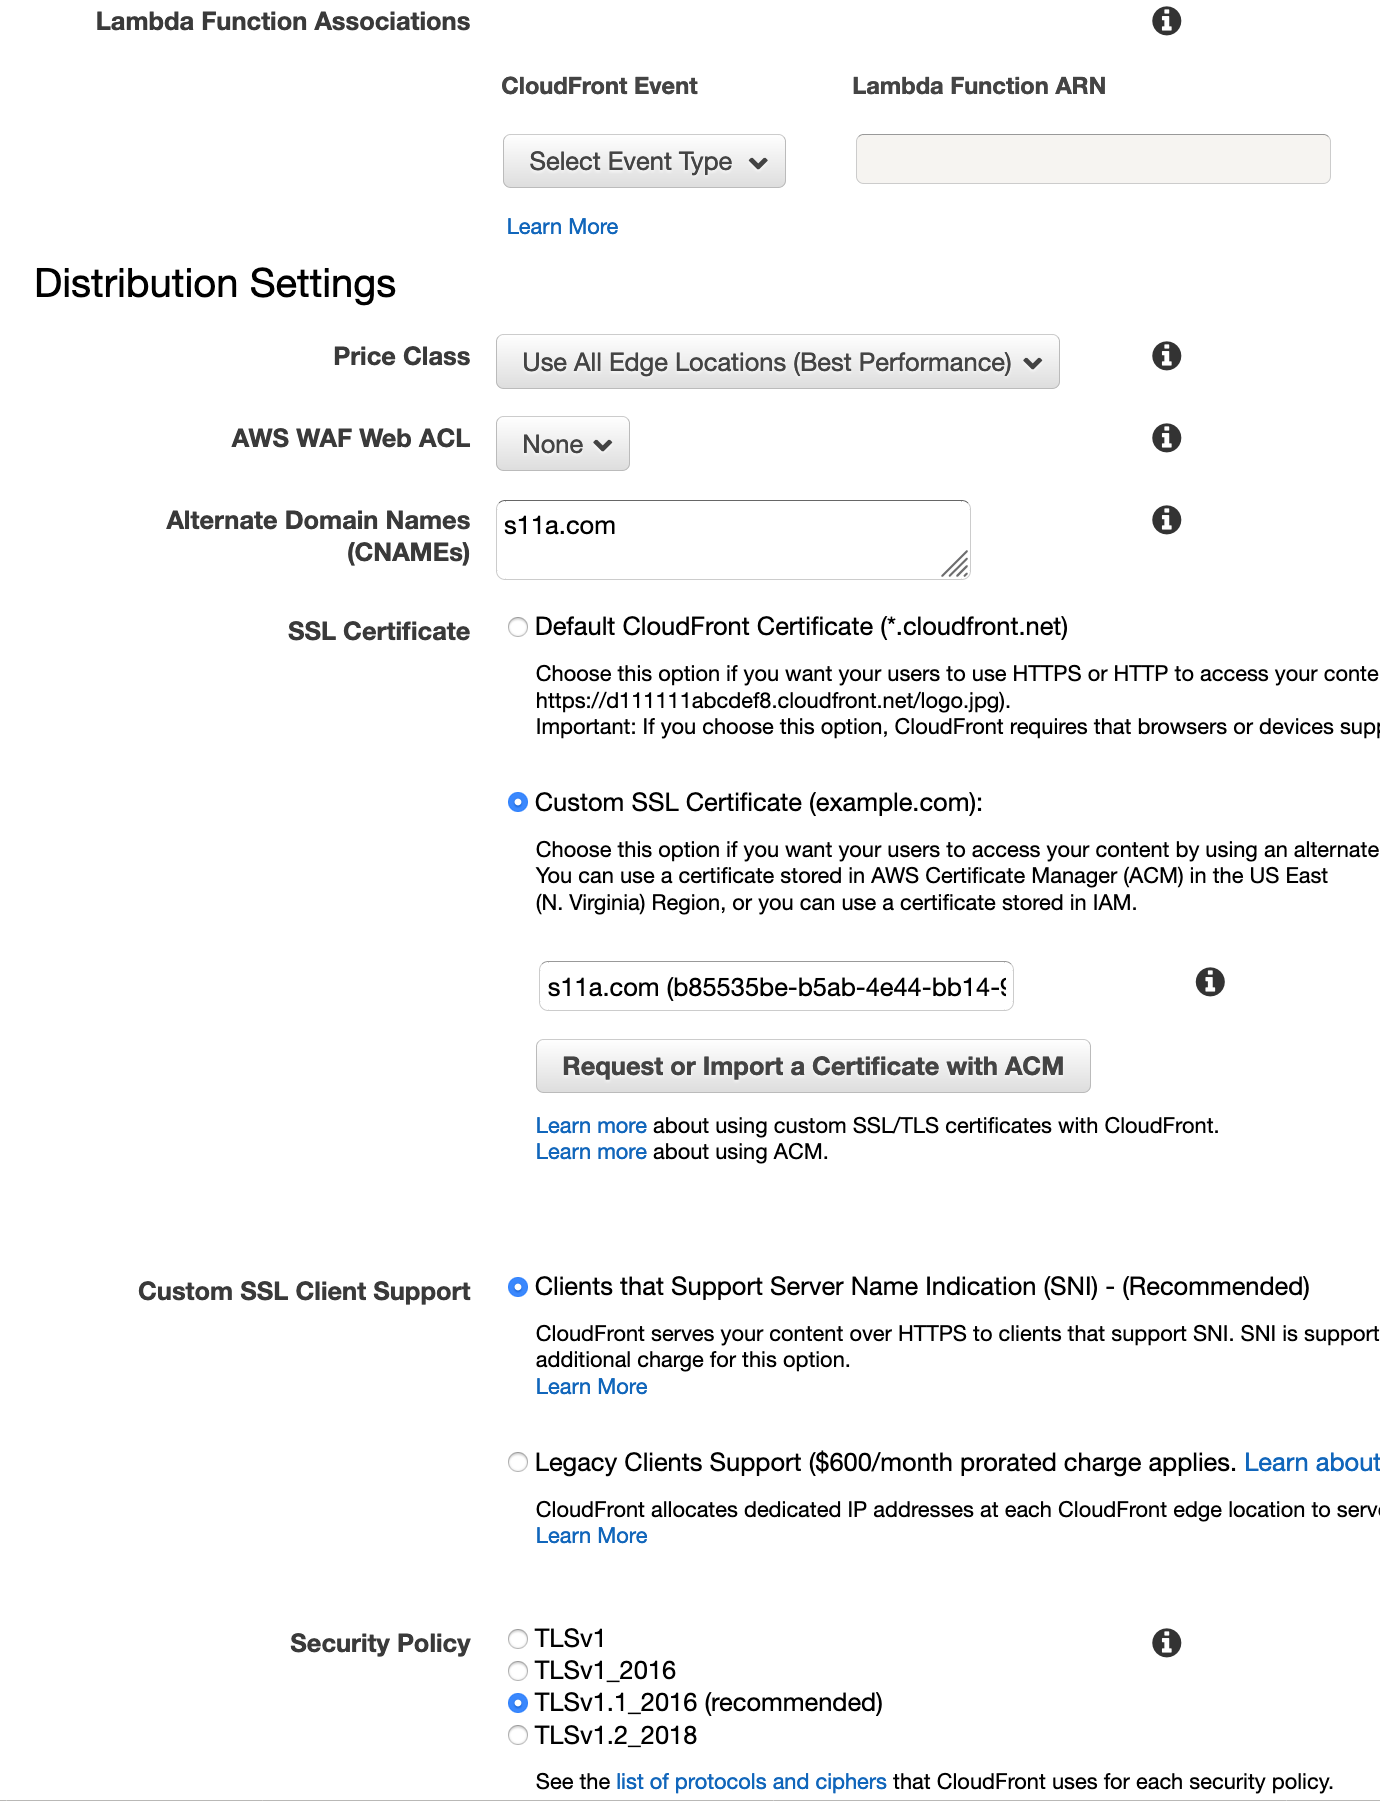 Lambda Function Associations
CloudFront Event
Lambda Function ARN
Select Event Type
Learn More
Distribution Settings
Price Class
Use All Edge Locations (Best Performance)
AWS WAF Web ACL
None
Alternate Domain Names
(CNAMEs)
s11a.com
SSL Certificate
Default CloudFront Certificate (*.cloudfront.net)
Choose this option if you want your users to use HTTPS or HTTP to access your conte
https://d111111abcdef8.cloudfront.net/logo.jpg).
Important: If you choose this option, CloudFront requires that browsers or devices supp
Custom SSL Certificate (example.com):
Choose this option if you want your users to access your content by using an alternate
You can use a certificate stored in AWS Certificate Manager (ACM) in the US East
(N. Virginia) Region, or you can use a certificate stored in IAM.
s11a.com (b85535be-b5ab-4e44-bb14-9
Request or Import a Certificate with ACM
Learn more about using custom SSL/TLS certificates with CloudFront.
Learn more about using ACM.
Custom SSL Client Support
Clients that Support Server Name Indication (SNI) - (Recommended)
CloudFront serves your content over HTTPS to clients that support SNI. SNI is support
additional charge for this option.
Learn More
Legacy Clients Support ($600/month prorated charge applies. Learn about
CloudFront allocates dedicated IP addresses at each CloudFront edge location to serve
Learn More
Security Policy
TLSv1
TLSv1_2016
TLSv1.1_2016 (recommended)
TLSv1.2_2018
See the list of protocols and ciphers that CloudFront uses for each security policy.